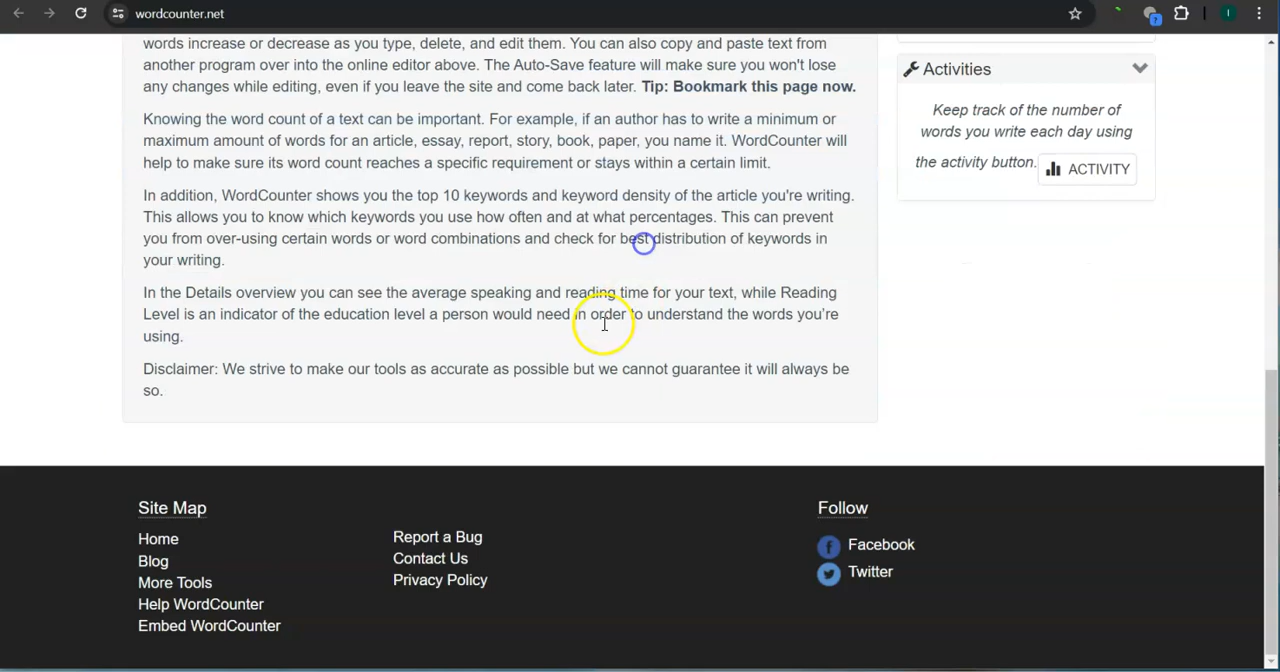 wordcounter.net
words increase or decrease as you type, delete, and edit them. You can also copy and paste text from
another program over into the online editor above. The Auto-Save feature will make sure you won't lose
any changes while editing, even if you leave the site and come back later. Tip: Bookmark this page now.
Knowing the word count of a text can be important. For example, if an author has to write a minimum or
maximum amount of words for an article, essay, report, story, book, paper, you name it. WordCounter will
help to make sure its word count reaches a specific requirement or stays within a certain limit.
In addition, WordCounter shows you the top 10 keywords and keyword density of the article you're writing.
This allows you to know which keywords you use how often and at what percentages. This can prevent
you from over-using certain words or word combinations and check for best distribution of keywords in
your writing.
In the Details overview you can see the average speaking and reading time for your text, while Reading
Level is an indicator of the education level a person would need in order to understand the words you're
using.
Disclaimer: We strive to make our tools as accurate as possible but we cannot guarantee it will always be
so.
Activities
Keep track of the number of
words you write each day using
the activity button. ACTIVITY
Site Map
Home
Blog
More Tools
Help WordCounter
Embed WordCounter
Report a Bug
Contact Us
Privacy Policy
Follow
Facebook
Twitter